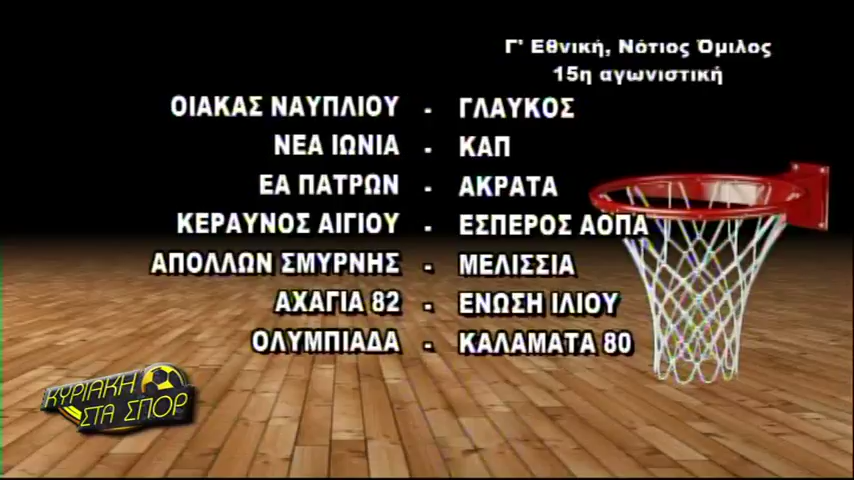 Γ' Εθνική, Νότιος Όμιλος
15η αγωνιστική
ΟΙΑΚΑΣ ΝΑΥΠΛΙΟΥ - ΓΛΑΥΚΟΣ
ΝΕΑ ΙΩΝΙΑ - ΚΑΠ
ΕΑ ΠΑΤΡΩΝ - ΑΚΡΑΤΑ
ΚΕΡΑΥΝΟΣ ΑΙΓΙΟΥ - ΕΣΠΕΡΟΣ ΑΟΠΑ
ΑΠΟΛΛΩΝ ΣΜΥΡΝΗΣ - ΜΕΛΙΣΣΙΑ
ΑΧΑΓΙΑ 82 - ΕΝΩΣΗ ΙΛΙΟΥ
ΟΛΥΜΠΙΑΔΑ - ΚΑΛΑΜΑΤΑ 80
ΚΥΡΙΑΚΗ
ΣΤΑ ΣΠΟΡ